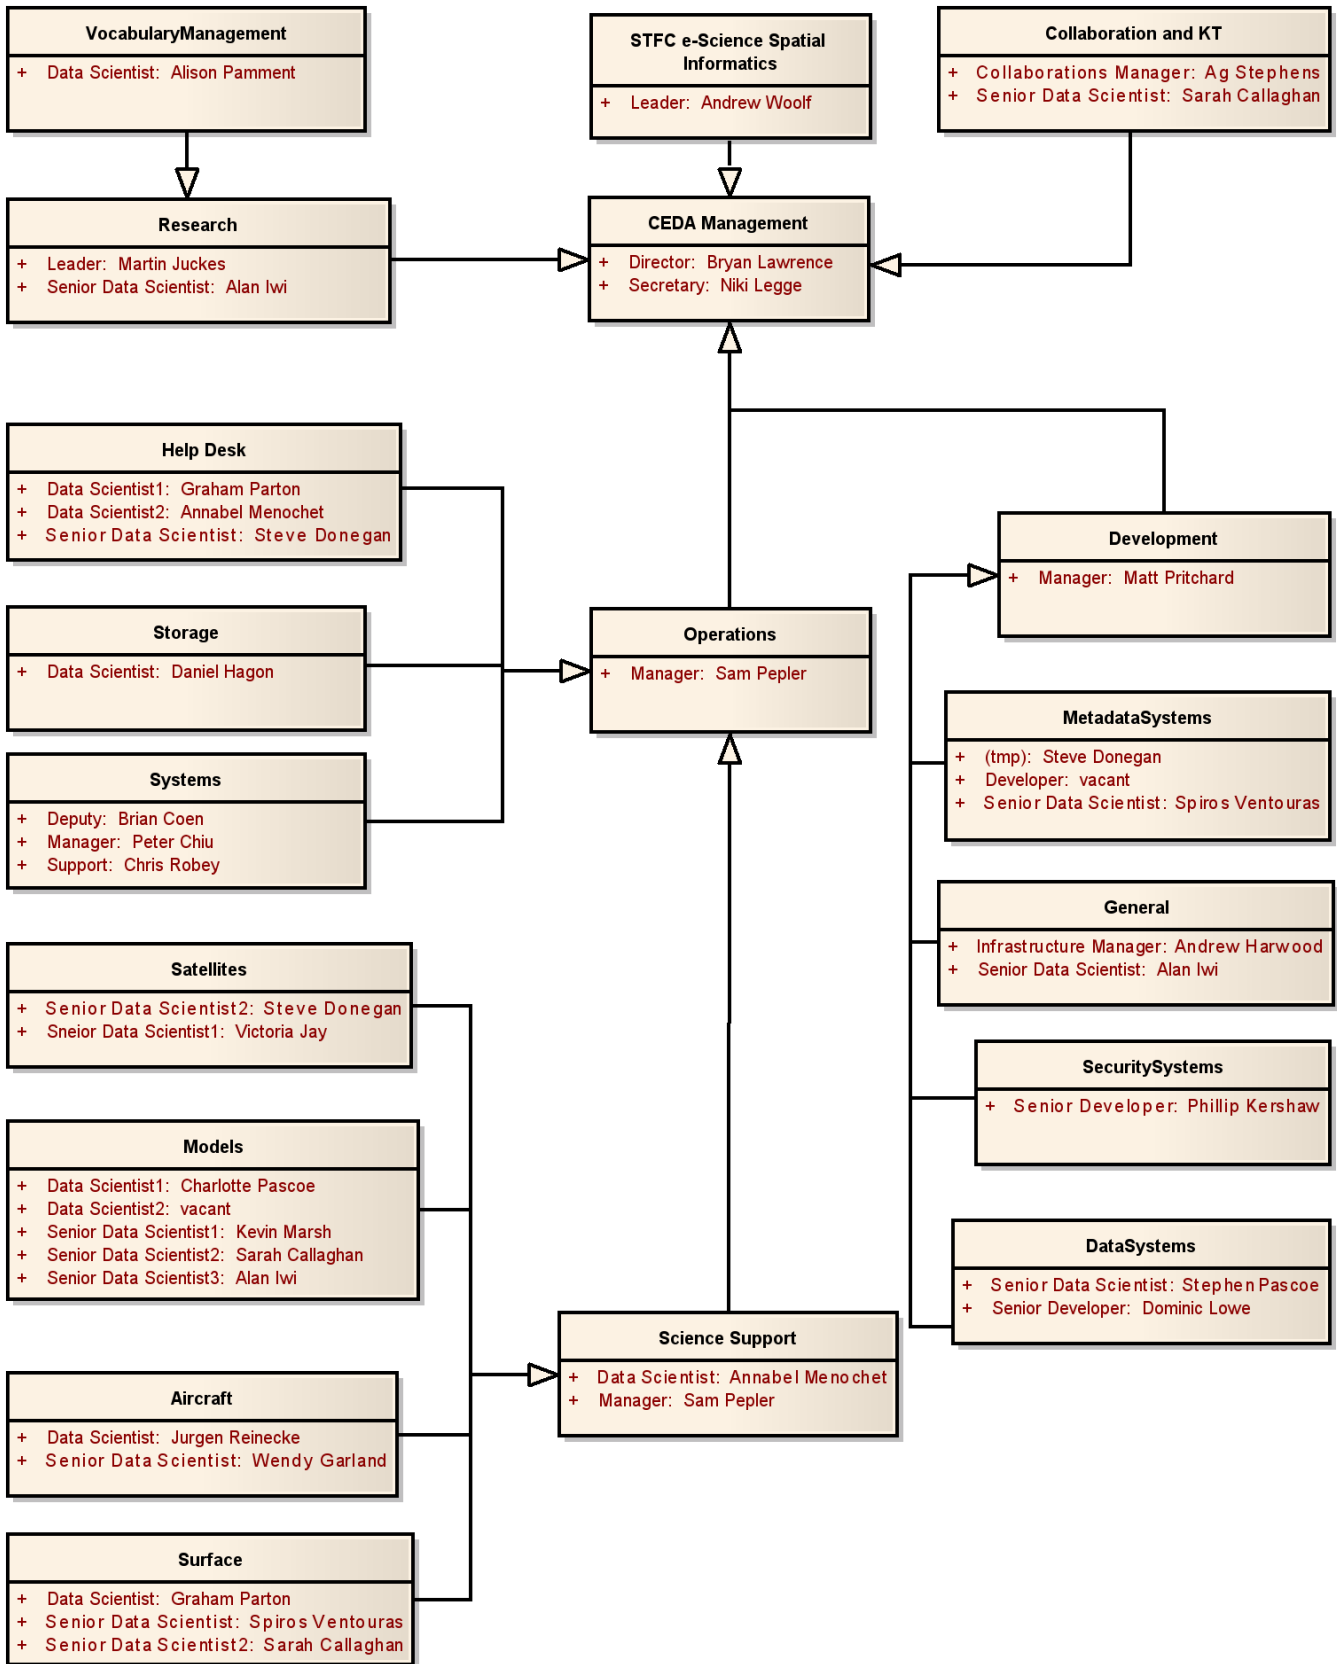 VocabularyManagement
+ Data Scientist: Alison Pamment
STFC e-Science Spatial
Informatics
+ Leader: Andrew Woolf
Collaboration and KT
+ Collaborations Manager: Ag Stephens
+ Senior Data Scientist: Sarah Callaghan
Research
+ Leader: Martin Juckes
+ Senior Data Scientist: Alan Iwi
CEDA Management
+ Director: Bryan Lawrence
+ Secretary: Niki Legge
Help Desk
+ Data Scientist1: Graham Parton
+ Data Scientist2: Annabel Menochet
+ Senior Data Scientist: Steve Donegan
Development
+ Manager: Matt Pritchard
Storage
+ Data Scientist: Daniel Hagon
Operations
+ Manager: Sam Pepler
MetadataSystems
+ (tmp): Steve Donegan
+ Developer: vacant
+ Senior Data Scientist: Spiros Ventouras
Systems
+ Deputy: Brian Coen
+ Manager: Peter Chiu
+ Support: Chris Robey
General
+ Infrastructure Manager: Andrew Harwood
+ Senior Data Scientist: Alan Iwi
Satellites
+ Senior Data Scientist2: Steve Donegan
+ Sneior Data Scientist1: Victoria Jay
SecuritySystems
+ Senior Developer: Phillip Kershaw
Models
+ Data Scientist1: Charlotte Pascoe
+ Data Scientist2: vacant
+ Senior Data Scientist1: Kevin Marsh
+ Senior Data Scientist2: Sarah Callaghan
+ Senior Data Scientist3: Alan Iwi
DataSystems
+ Senior Data Scientist: Stephen Pascoe
+ Senior Developer: Dominic Lowe
Science Support
+ Data Scientist: Annabel Menochet
+ Manager: Sam Pepler
Aircraft
+ Data Scientist: Jurgen Reinecke
+ Senior Data Scientist: Wendy Garland
Surface
+ Data Scientist: Graham Parton
+ Senior Data Scientist: Spiros Ventouras
+ Senior Data Scientist2: Sarah Callaghan